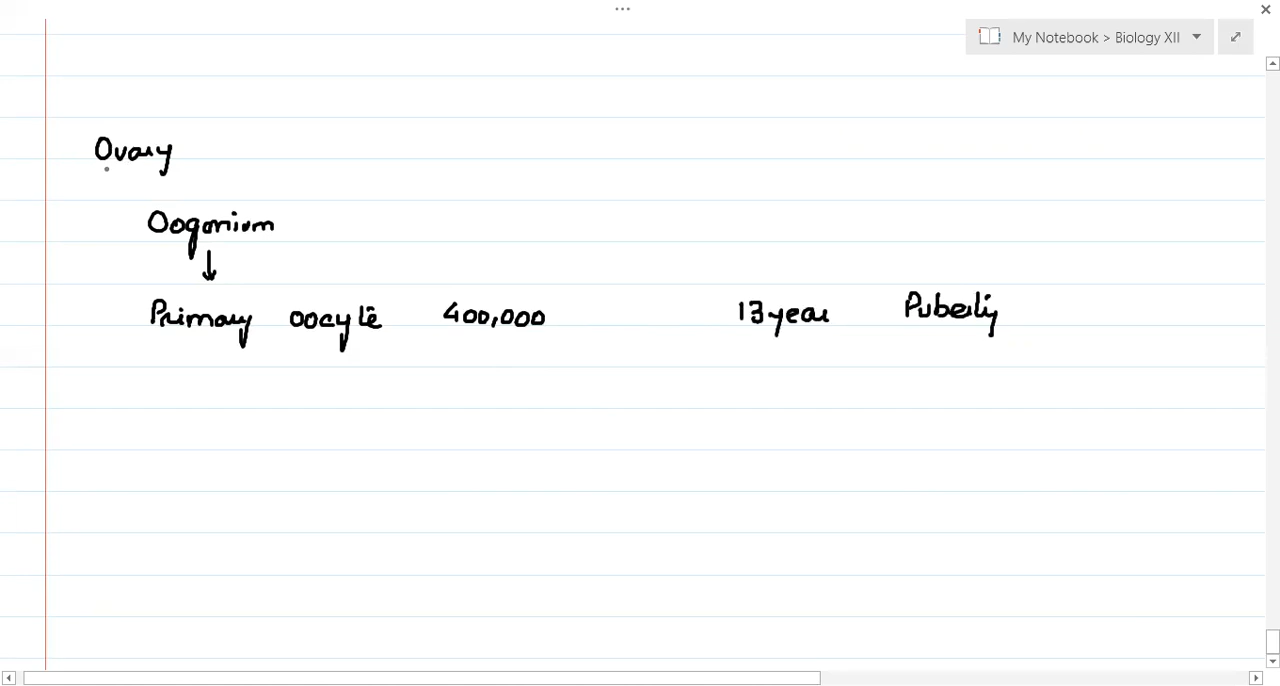 My Notebook > Biology XII
Ovary
Oogonium
Primary oocyte 400,000 13 year Puberty